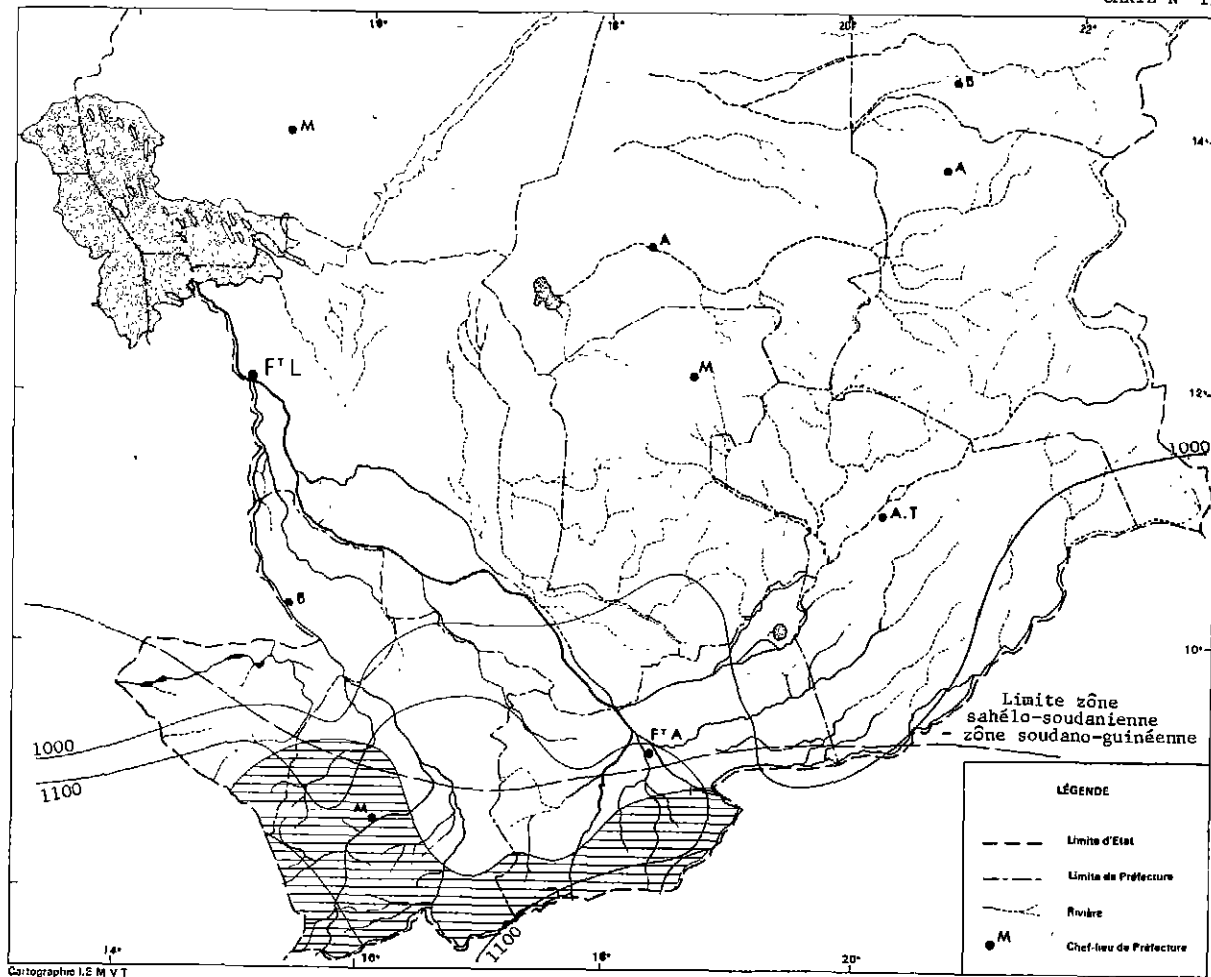 16°
18°
20°
22°
M
B
14°
A
A
M
F^T L
12°
1000
A.T
B
10°
Limite zône
sahélo-soudanienne
- zône soudano-guinéenne
F^T A
1000
1100
M
LÉGENDE
Limite d'Etat
Limite de Préfecture
Rivière
M
Chef-lieu de Préfecture
1100
14°
16°
18°
20°
Cartographie I.E M V T